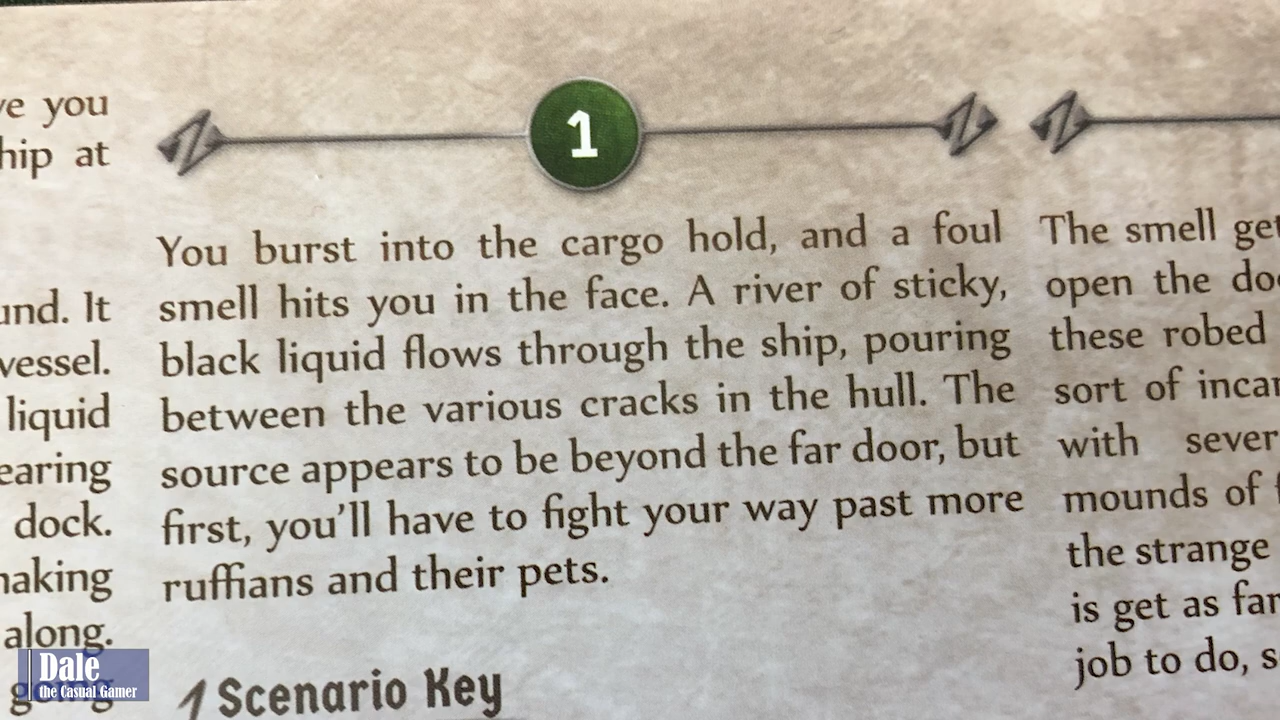 ve you
hip at
und. It
vessel.
liquid
earing
dock.
naking
along.
going
1
You burst into the cargo hold, and a foul
smell hits you in the face. A river of sticky,
black liquid flows through the ship, pouring
between the various cracks in the hull. The
source appears to be beyond the far door, but
first, you'll have to fight your way past more
ruffians and their pets.
1 Scenario Key
The smell get
open the doo
these robed
sort of incan
with sever
mounds of f
the strange
is get as far
job to do, s
Dale
the Casual Gamer